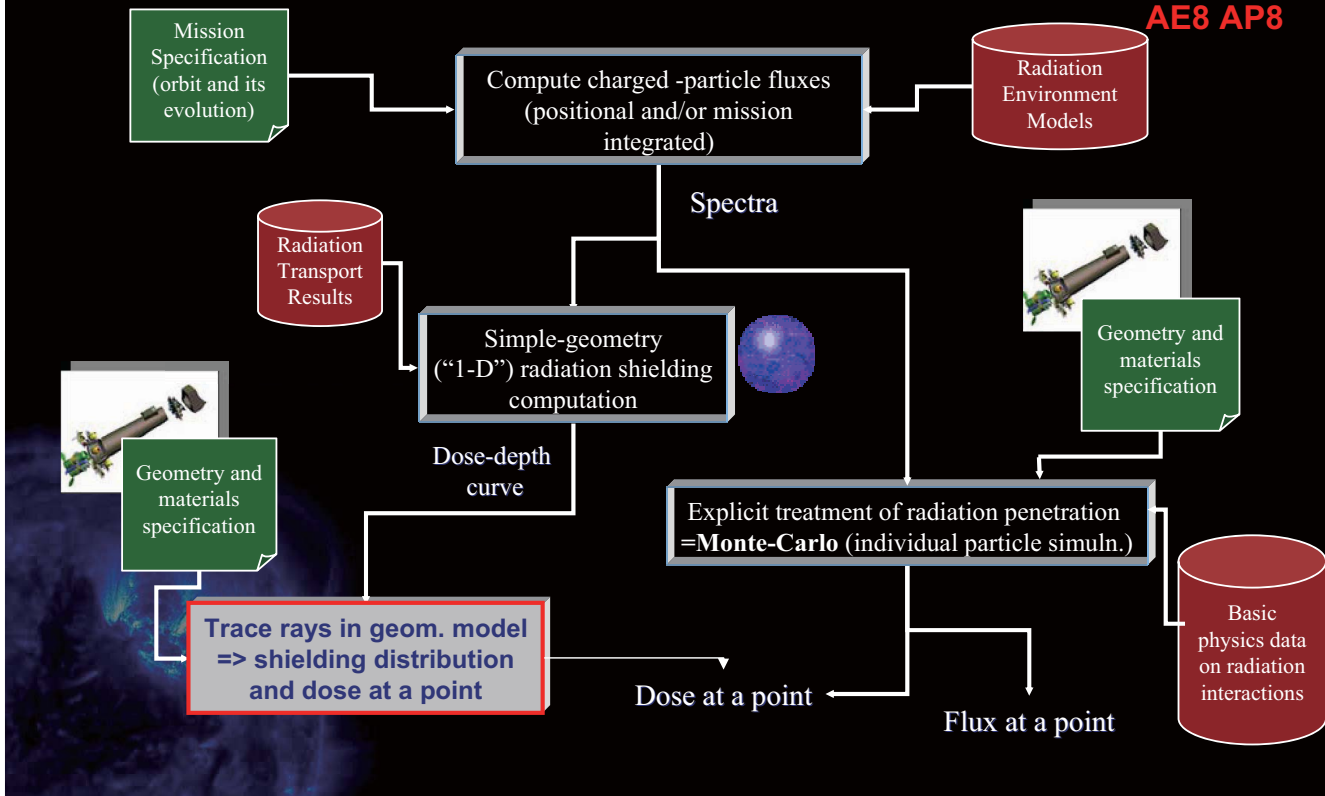 AE8 AP8
Mission
Specification
(orbit and its
evolution)
Compute charged -particle fluxes
(positional and/or mission
integrated)
Radiation
Environment
Models
Spectra
Radiation
Transport
Results
Simple-geometry
(“1-D”) radiation shielding
computation
Geometry and
materials
specification
Dose-depth
curve
Geometry and
materials
specification
Explicit treatment of radiation penetration
=Monte-Carlo (individual particle simuln.)
Basic
physics data
on radiation
interactions
Trace rays in geom. model
=> shielding distribution
and dose at a point
Dose at a point
Flux at a point